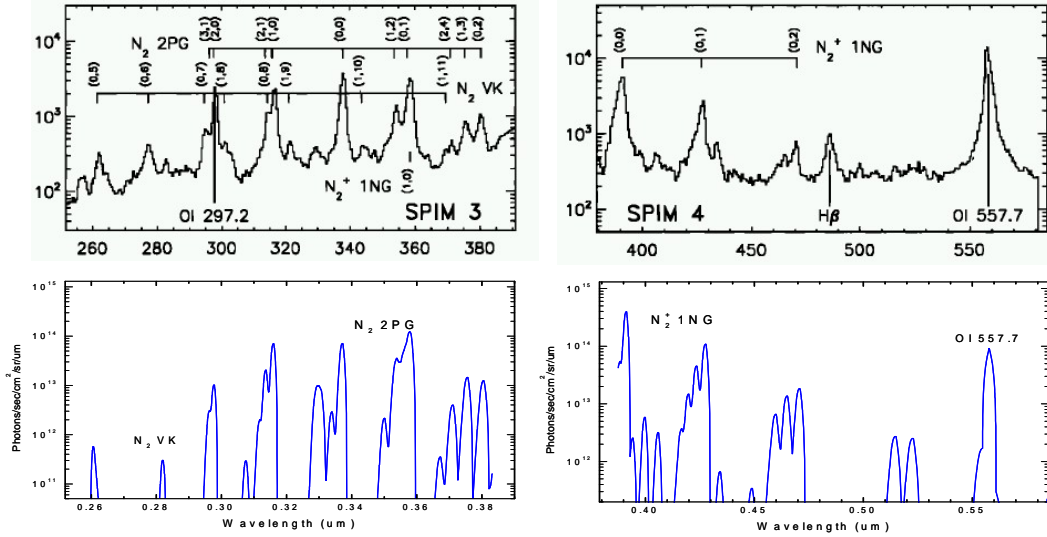 10⁴
10³
10²
N₂ 2PG
(3,1)
(2,0)
(2,1)
(1,0)
(0,0)
(1,2)
(0,1)
(2,4)
(1,3)
(0,2)
(0,5)
(0,6)
(0,7)
(1,8)
(0,8)
(1,9)
(1,10)
(1,11)
N₂ VK
N₂⁺ 1NG
(1,0)
OI 297.2
SPIM 3
260 280 300 320 340 360 380
10⁴
10³
10²
(0,0)
(0,1)
(0,2)
N₂⁺ 1NG
SPIM 4
Hβ
OI 557.7
400 450 500 550
Photons/sec/cm²/sr/um
10¹⁵
10¹⁴
10¹³
10¹²
10¹¹
N₂ 2PG
N₂ VK
0.26 0.28 0.30 0.32 0.34 0.36 0.38
Wavelength (um)
Photons/sec/cm²/sr/um
10¹⁵
10¹⁴
10¹³
10¹²
N₂⁺ 1NG
OI 557.7
0.40 0.45 0.50 0.55
Wavelength (um)